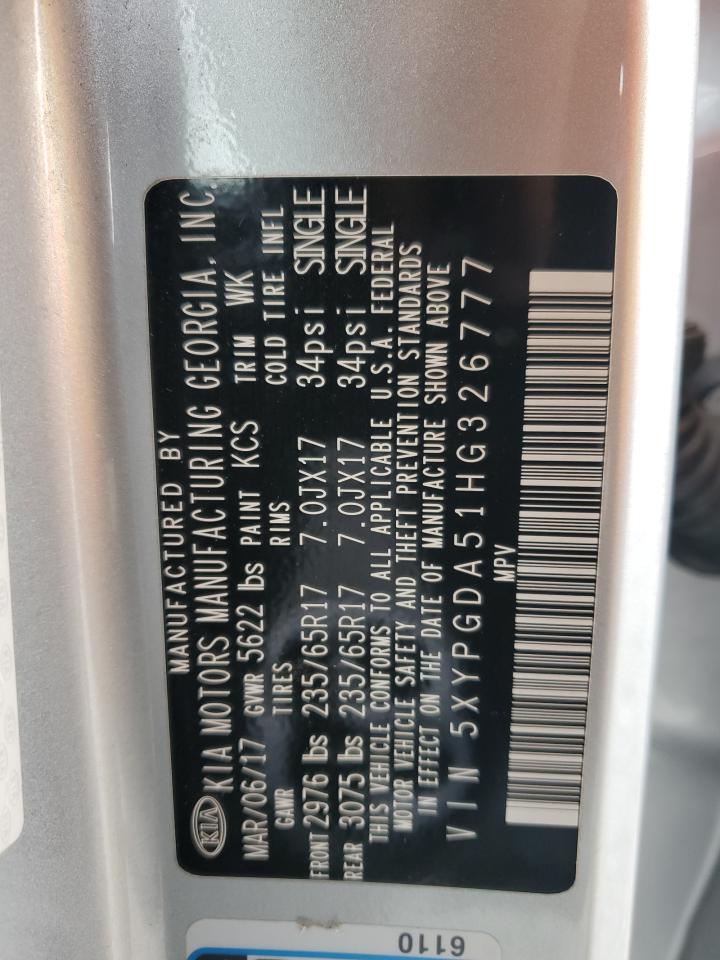 MANUFACTURED BY
KIA KIA MOTORS MANUFACTURING GEORGIA, INC.
MAR/06/17 GVWR 5622 lbs PAINT KCS TRIM WK
GAWR TIRES RIMS COLD TIRE INFL
FRONT 2976 lbs 235/65R17 7.0JX17 34psi SINGLE
REAR 3075 lbs 235/65R17 7.0JX17 34psi SINGLE
THIS VEHICLE CONFORMS TO ALL APPLICABLE U.S.A. FEDERAL
MOTOR VEHICLE SAFETY AND THEFT PREVENTION STANDARDS
IN EFFECT ON THE DATE OF MANUFACTURE SHOWN ABOVE
VIN 5XYPGDA51HG326777
MPV
6110